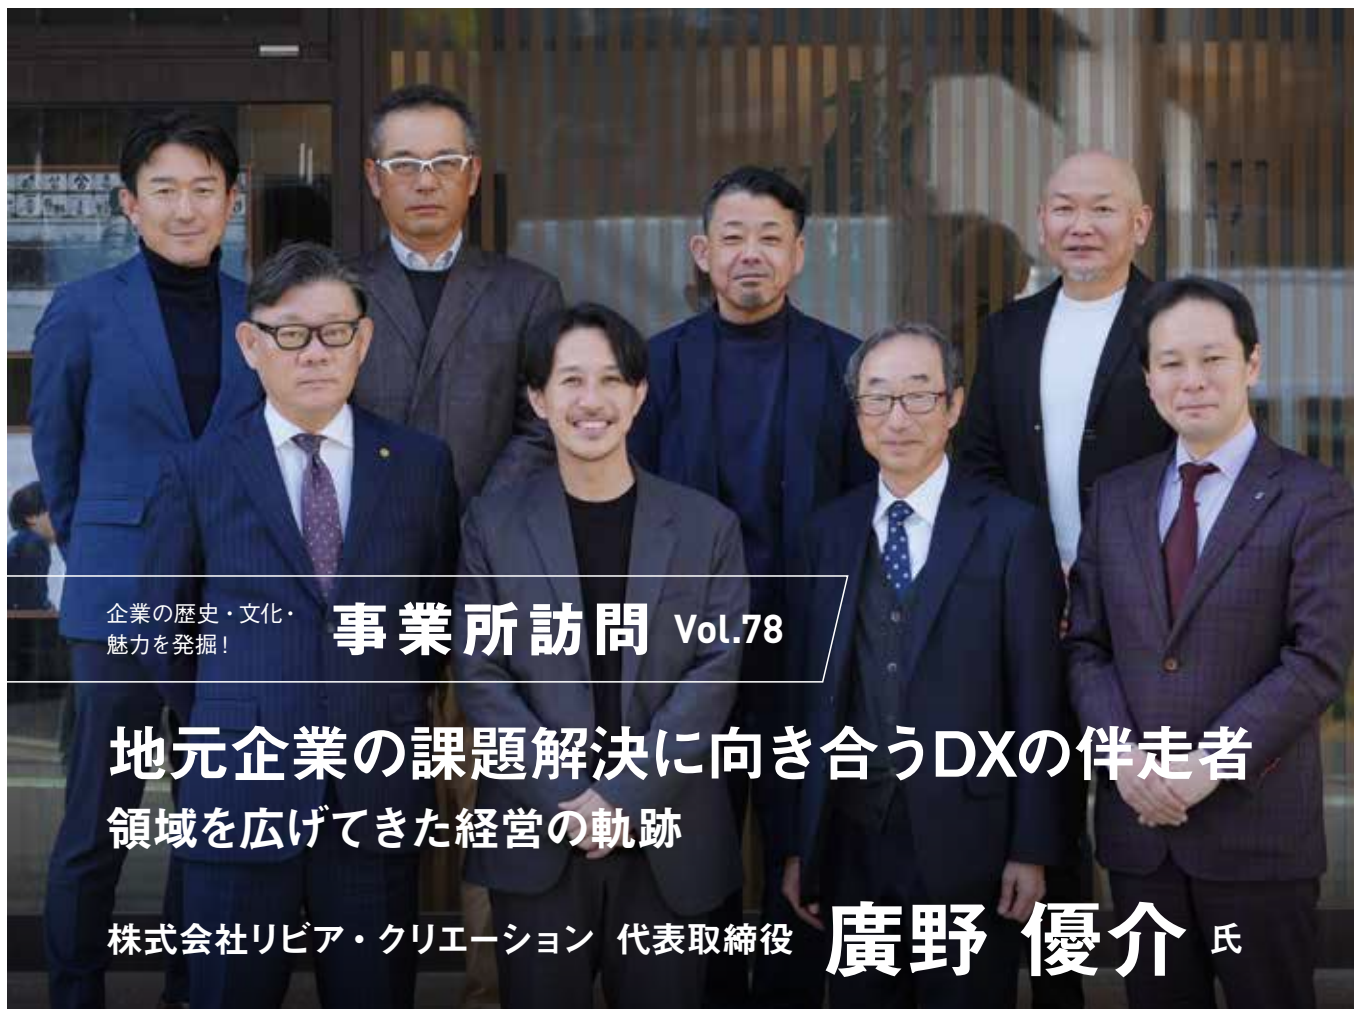 企業の歴史・文化・
魅力を発掘!
事業所訪問 Vol.78
地元企業の課題解決に向き合うDXの伴走者
領域を広げてきた経営の軌跡
株式会社リビア・クリエーション 代表取締役 廣野 優介 氏